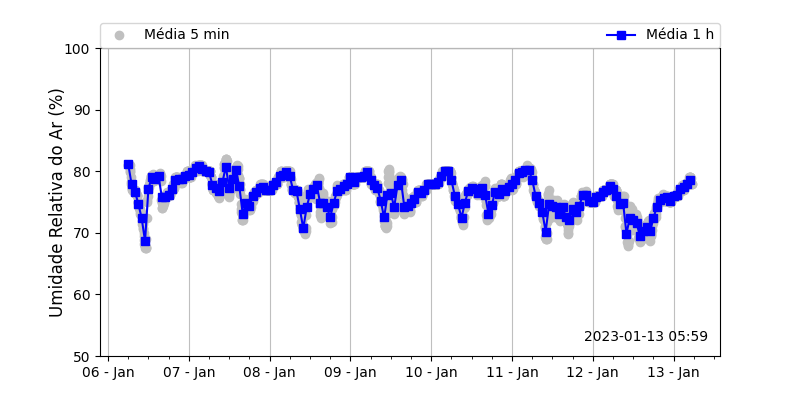 Média 5 min Média 1 h
100
90
80
70
60
50
Umidade Relativa do Ar (%)
2023-01-13 05:59
06 - Jan 07 - Jan 08 - Jan 09 - Jan 10 - Jan 11 - Jan 12 - Jan 13 - Jan